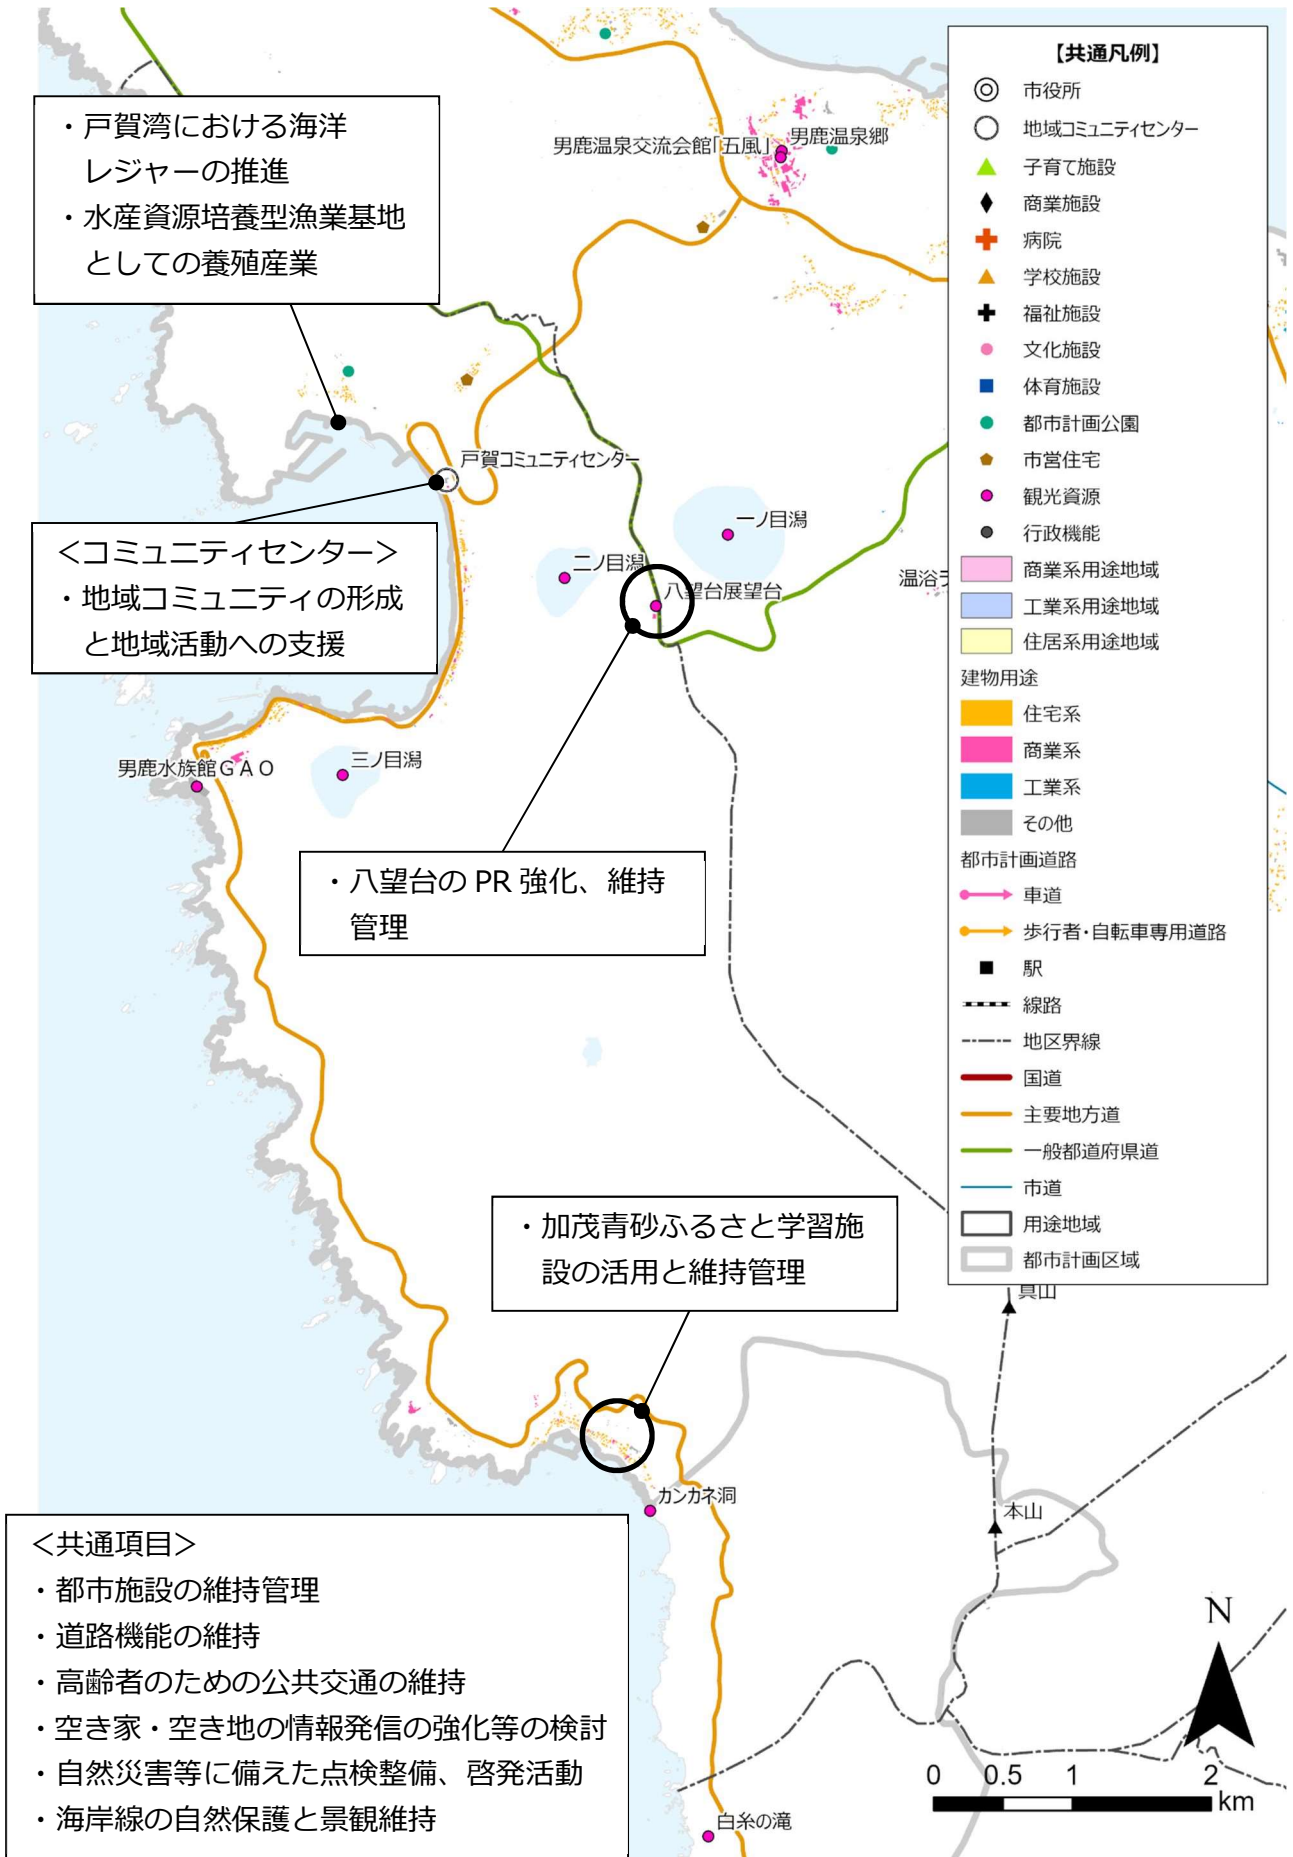 ・戸賀湾における海洋
レジャーの推進
・水産資源培養型漁業基地
としての養殖産業
男鹿温泉交流会館「五風」
男鹿温泉郷
戸賀コミュニティセンター
＜コミュニティセンター＞
・地域コミュニティの形成
と地域活動への支援
一ノ目潟
二ノ目潟
八望台展望台
男鹿水族館ＧＡＯ
三ノ目潟
・八望台の PR 強化、維持
管理
・加茂青砂ふるさと学習施
設の活用と維持管理
カンカネ洞
真山
本山
白糸の滝
＜共通項目＞
・都市施設の維持管理
・道路機能の維持
・高齢者のための公共交通の維持
・空き家・空き地の情報発信の強化等の検討
・自然災害等に備えた点検整備、啓発活動
・海岸線の自然保護と景観維持
【共通凡例】
市役所
地域コミュニティセンター
子育て施設
商業施設
病院
学校施設
福祉施設
文化施設
体育施設
都市計画公園
市営住宅
観光資源
行政機能
商業系用途地域
工業系用途地域
住居系用途地域
建物用途
住宅系
商業系
工業系
その他
都市計画道路
車道
歩行者・自転車専用道路
駅
線路
地区界線
国道
主要地方道
一般都道府県道
市道
用途地域
都市計画区域
N
0 0.5 1 2
km